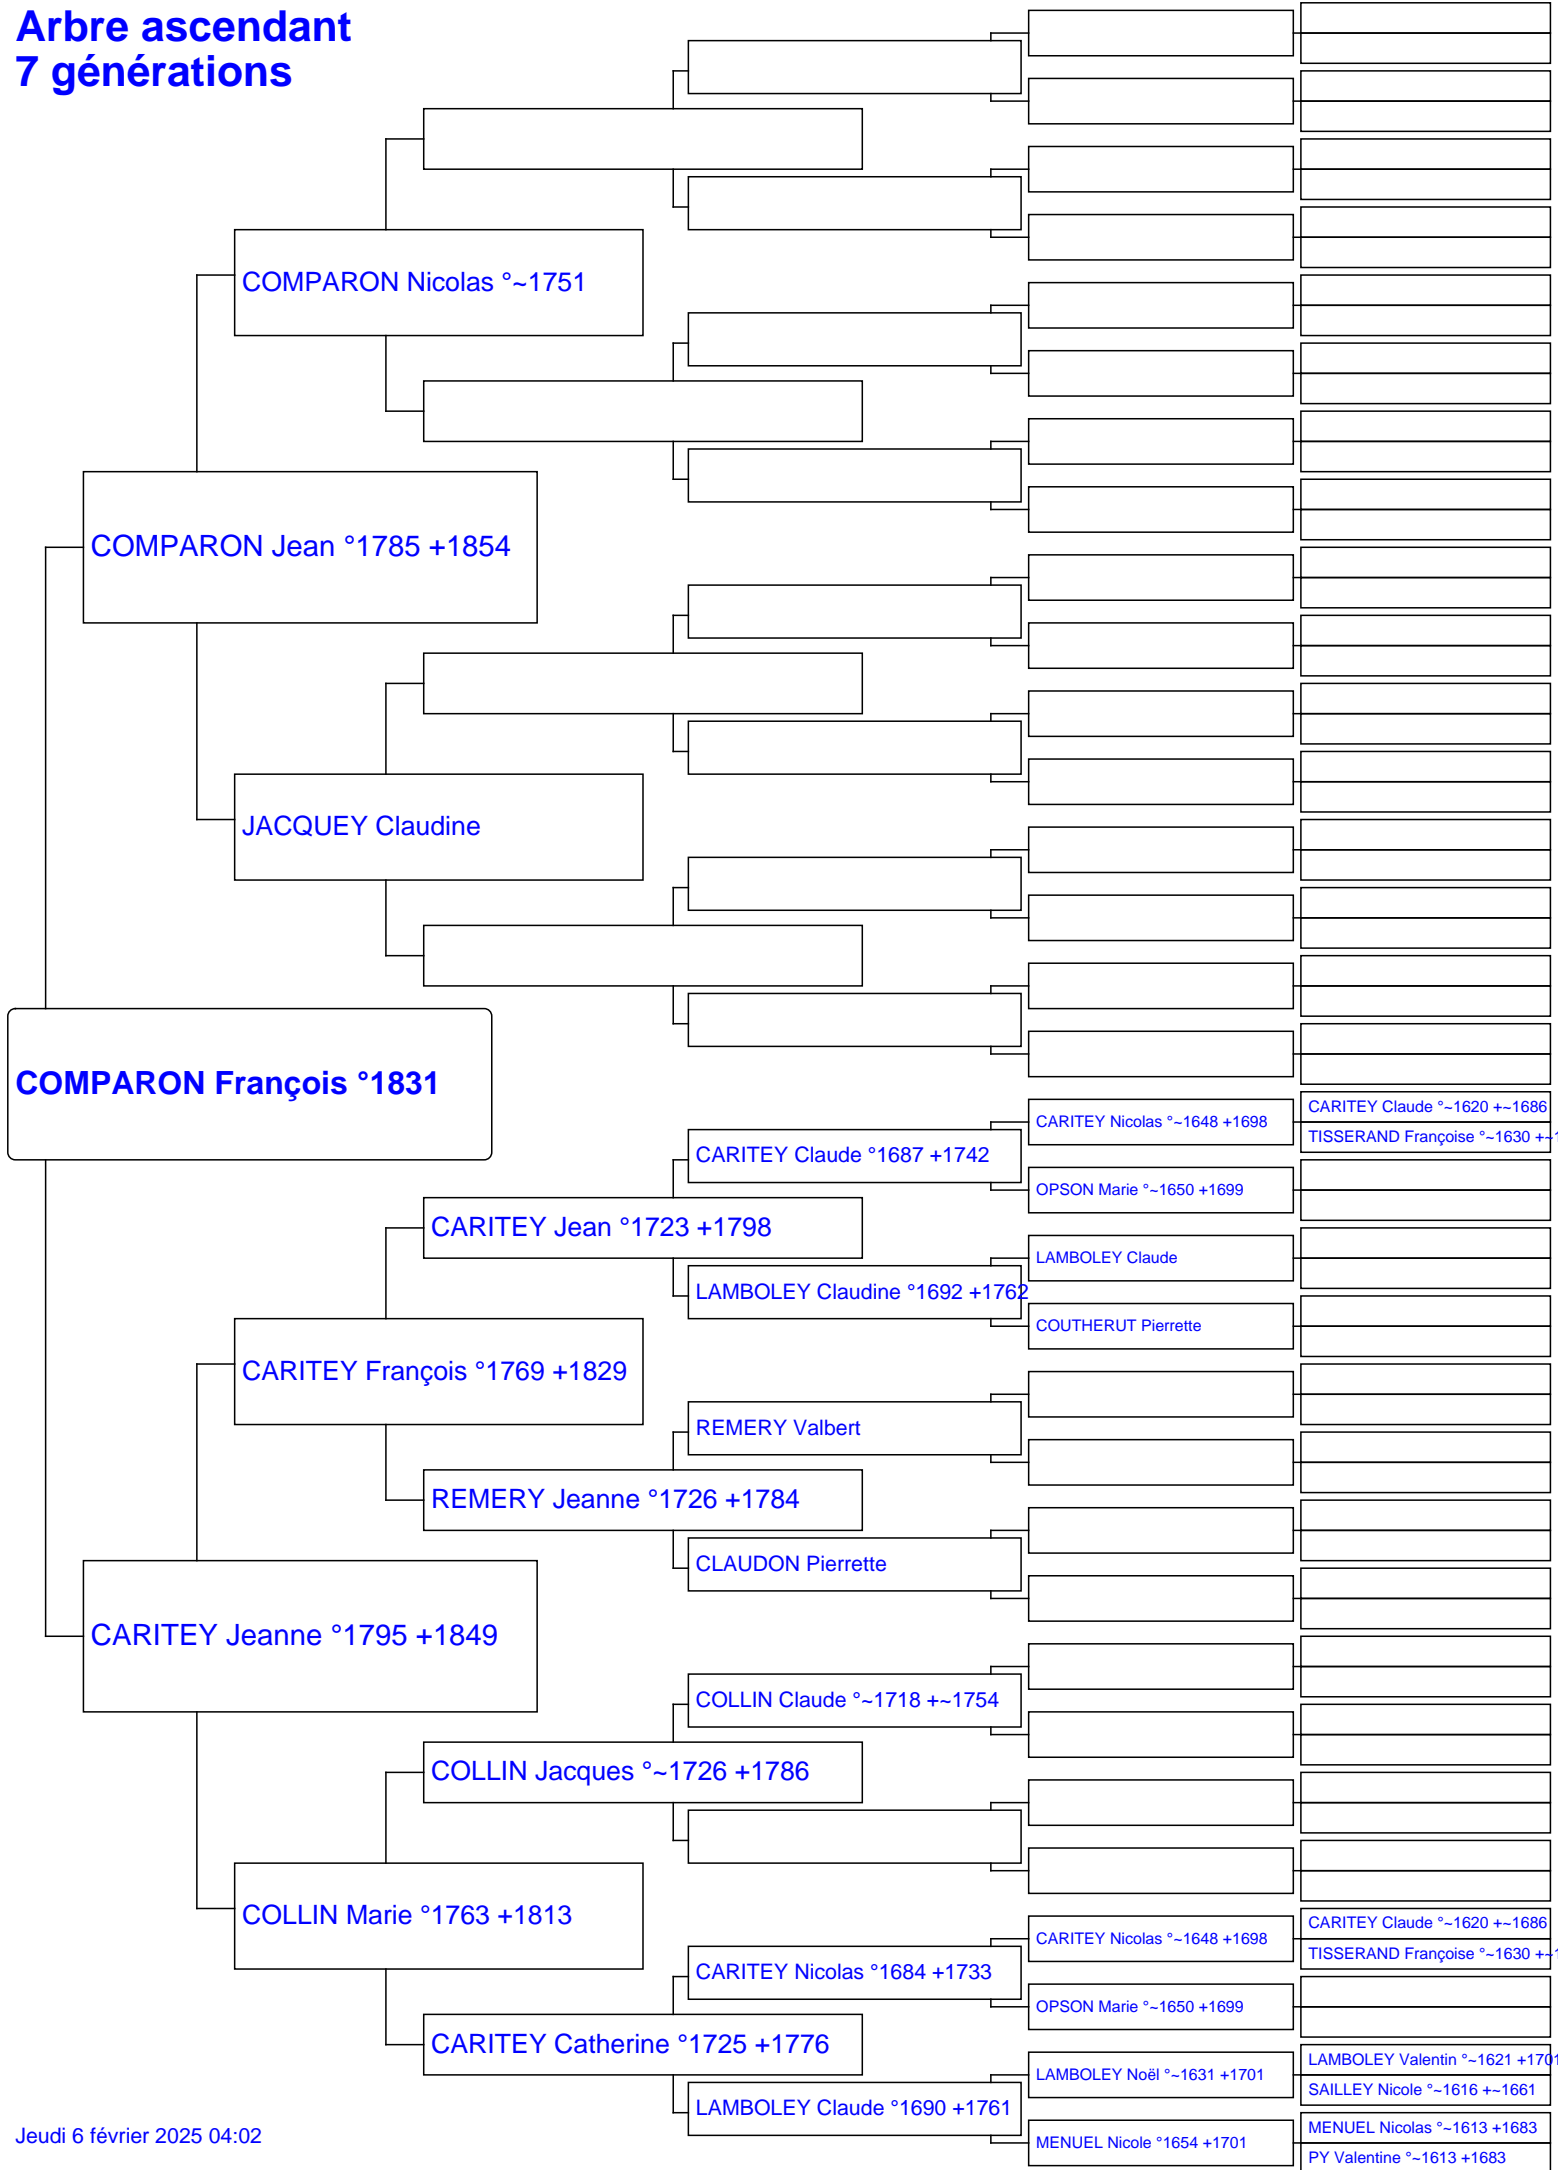 Arbre ascendant
7 générations
COMPARON Nicolas °~1751
COMPARON Jean °1785 +1854
JACQUEY Claudine
COMPARON François °1831
CARITEY Claude °~1620 +~1686
CARITEY Nicolas °~1648 +1698
TISSERAND Françoise °~1630 +~1
CARITEY Claude °1687 +1742
OPSON Marie °~1650 +1699
CARITEY Jean °1723 +1798
LAMBOLEY Claude
LAMBOLEY Claudine °1692 +1762
COUTHERUT Pierrette
CARITEY François °1769 +1829
REMERY Valbert
REMERY Jeanne °1726 +1784
CLAUDON Pierrette
CARITEY Jeanne °1795 +1849
COLLIN Claude °~1718 +~1754
COLLIN Jacques °~1726 +1786
COLLIN Marie °1763 +1813
CARITEY Claude °~1620 +~1686
CARITEY Nicolas °~1648 +1698
TISSERAND Françoise °~1630 +~1
CARITEY Nicolas °1684 +1733
OPSON Marie °~1650 +1699
CARITEY Catherine °1725 +1776
LAMBOLEY Valentin °~1621 +1701
LAMBOLEY Noël °~1631 +1701
SAILLEY Nicole °~1616 +~1661
LAMBOLEY Claude °1690 +1761
MENUEL Nicolas °~1613 +1683
MENUEL Nicole °1654 +1701
PY Valentine °~1613 +1683
Jeudi 6 février 2025 04:02